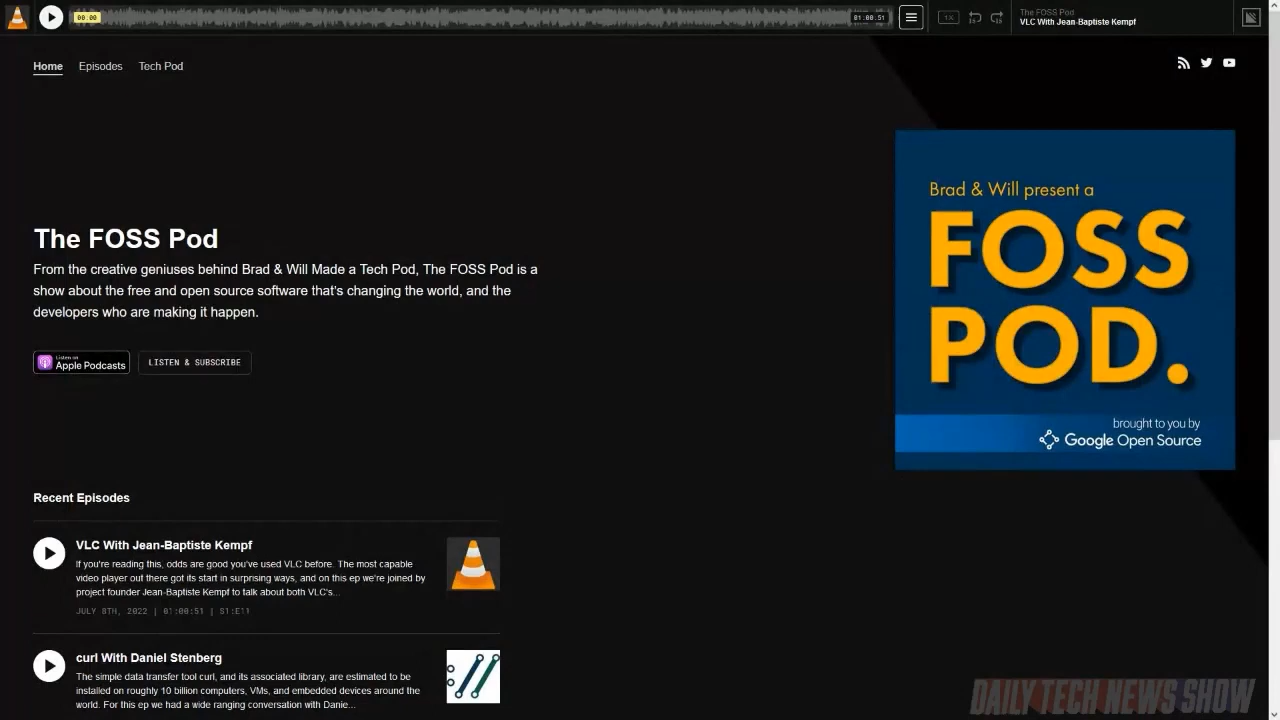 00:00
01:00:51
1X
15
15
The FOSS Pod
VLC With Jean-Baptiste Kempf
Home Episodes Tech Pod
Brad & Will present a
FOSS
POD.
brought to you by
Google Open Source
The FOSS Pod
From the creative geniuses behind Brad & Will Made a Tech Pod, The FOSS Pod is a
show about the free and open source software that's changing the world, and the
developers who are making it happen.
Listen on
Apple Podcasts
LISTEN & SUBSCRIBE
Recent Episodes
VLC With Jean-Baptiste Kempf
If you're reading this, odds are good you've used VLC before. The most capable
video player out there got its start in surprising ways, and on this ep we're joined by
project founder Jean-Baptiste Kempf to talk about both VLC's...
JULY 8TH, 2022 | 01:00:51 | S1:E11
curl With Daniel Stenberg
The simple data transfer tool curl, and its associated library, are estimated to be
installed on roughly 10 billion computers, VMs, and embedded devices around the
world. For this ep we had a wide ranging conversation with Danie...
DAILY TECH NEWS SHOW